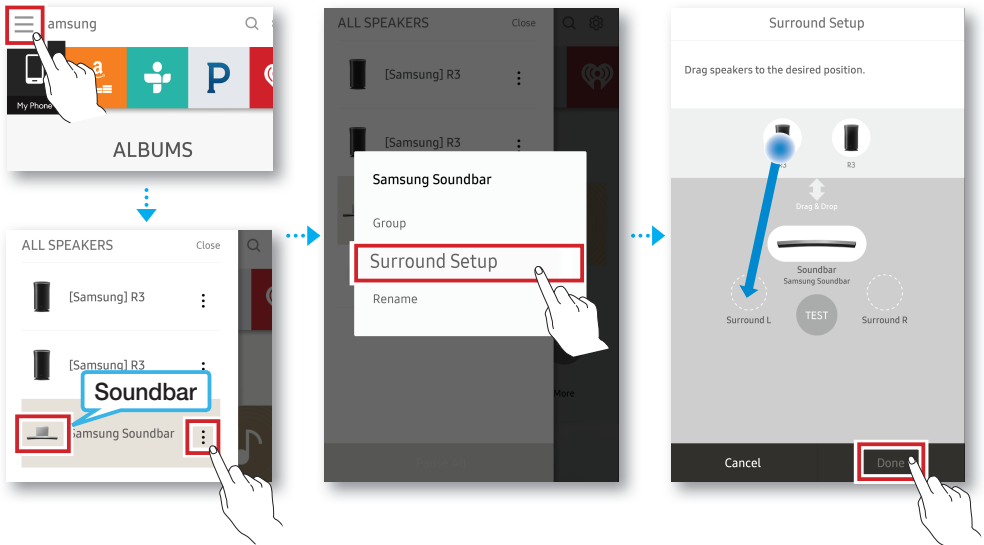 amsung
a
P
My Phone
ALBUMS
ALL SPEAKERS
Close
[Samsung] R3
[Samsung] R3
Soundbar
Samsung Soundbar
ALL SPEAKERS
Close
[Samsung] R3
[Samsung] R3
Samsung Soundbar
Group
Surround Setup
Rename
More
Surround Setup
Drag speakers to the desired position.
R3
R3
Drag & Drop
Soundbar
Samsung Soundbar
Surround L
TEST
Surround R
Cancel
Done